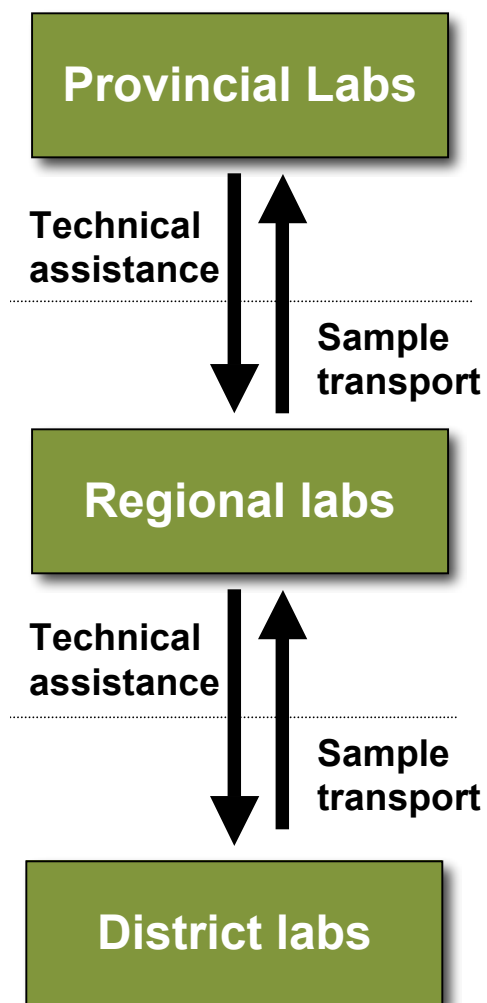 Provincial Labs
Technical
assistance
Sample
transport
Regional labs
Technical
assistance
Sample
transport
District labs